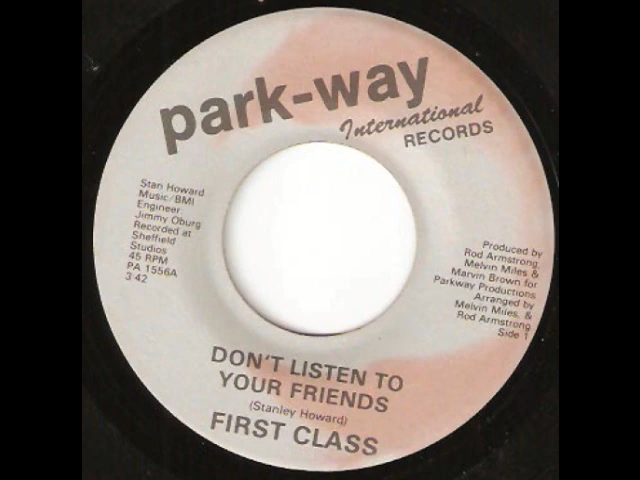 park-way
International
RECORDS
Stan Howard
Music/BMI
Engineer:
Jimmy Oburg
Recorded at
Sheffield
Studios
45 RPM
PA 1556A
3:42
Produced by
Rod Armstrong,
Melvin Miles &
Marvin Brown for
Parkway Productions
Arranged by
Melvin Miles, &
Rod Armstrong
Side 1
DON'T LISTEN TO
YOUR FRIENDS
(Stanley Howard)
FIRST CLASS